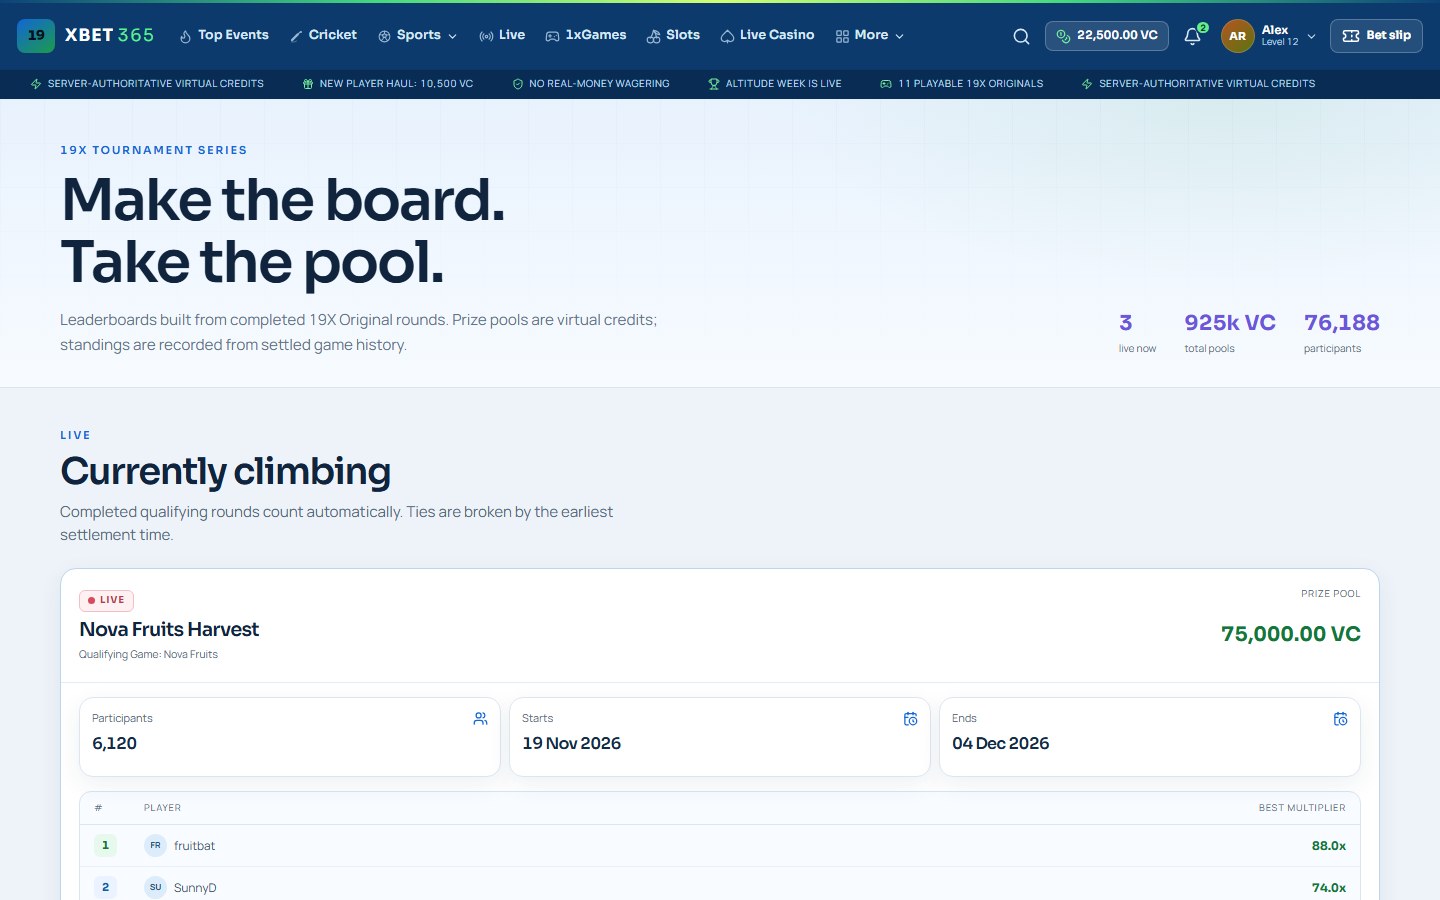 19 XBET 365 Top Events Cricket Sports Live 1xGames Slots Live Casino More 22,500.00 VC 2 AR Alex Level 12 Bet slip
SERVER-AUTHORITATIVE VIRTUAL CREDITS NEW PLAYER HAUL: 10,500 VC NO REAL-MONEY WAGERING ALTITUDE WEEK IS LIVE 11 PLAYABLE 19X ORIGINALS SERVER-AUTHORITATIVE VIRTUAL CREDITS
19X TOURNAMENT SERIES
Make the board.
Take the pool.
Leaderboards built from completed 19X Original rounds. Prize pools are virtual credits;
standings are recorded from settled game history.
3 925k VC 76,188
live now total pools participants
LIVE
Currently climbing
Completed qualifying rounds count automatically. Ties are broken by the earliest
settlement time.
LIVE PRIZE POOL
Nova Fruits Harvest 75,000.00 VC
Qualifying Game: Nova Fruits
Participants Starts Ends
6,120 19 Nov 2026 04 Dec 2026
# PLAYER BEST MULTIPLIER
1 FR fruitbat 88.0x
2 SU SunnyD 74.0x